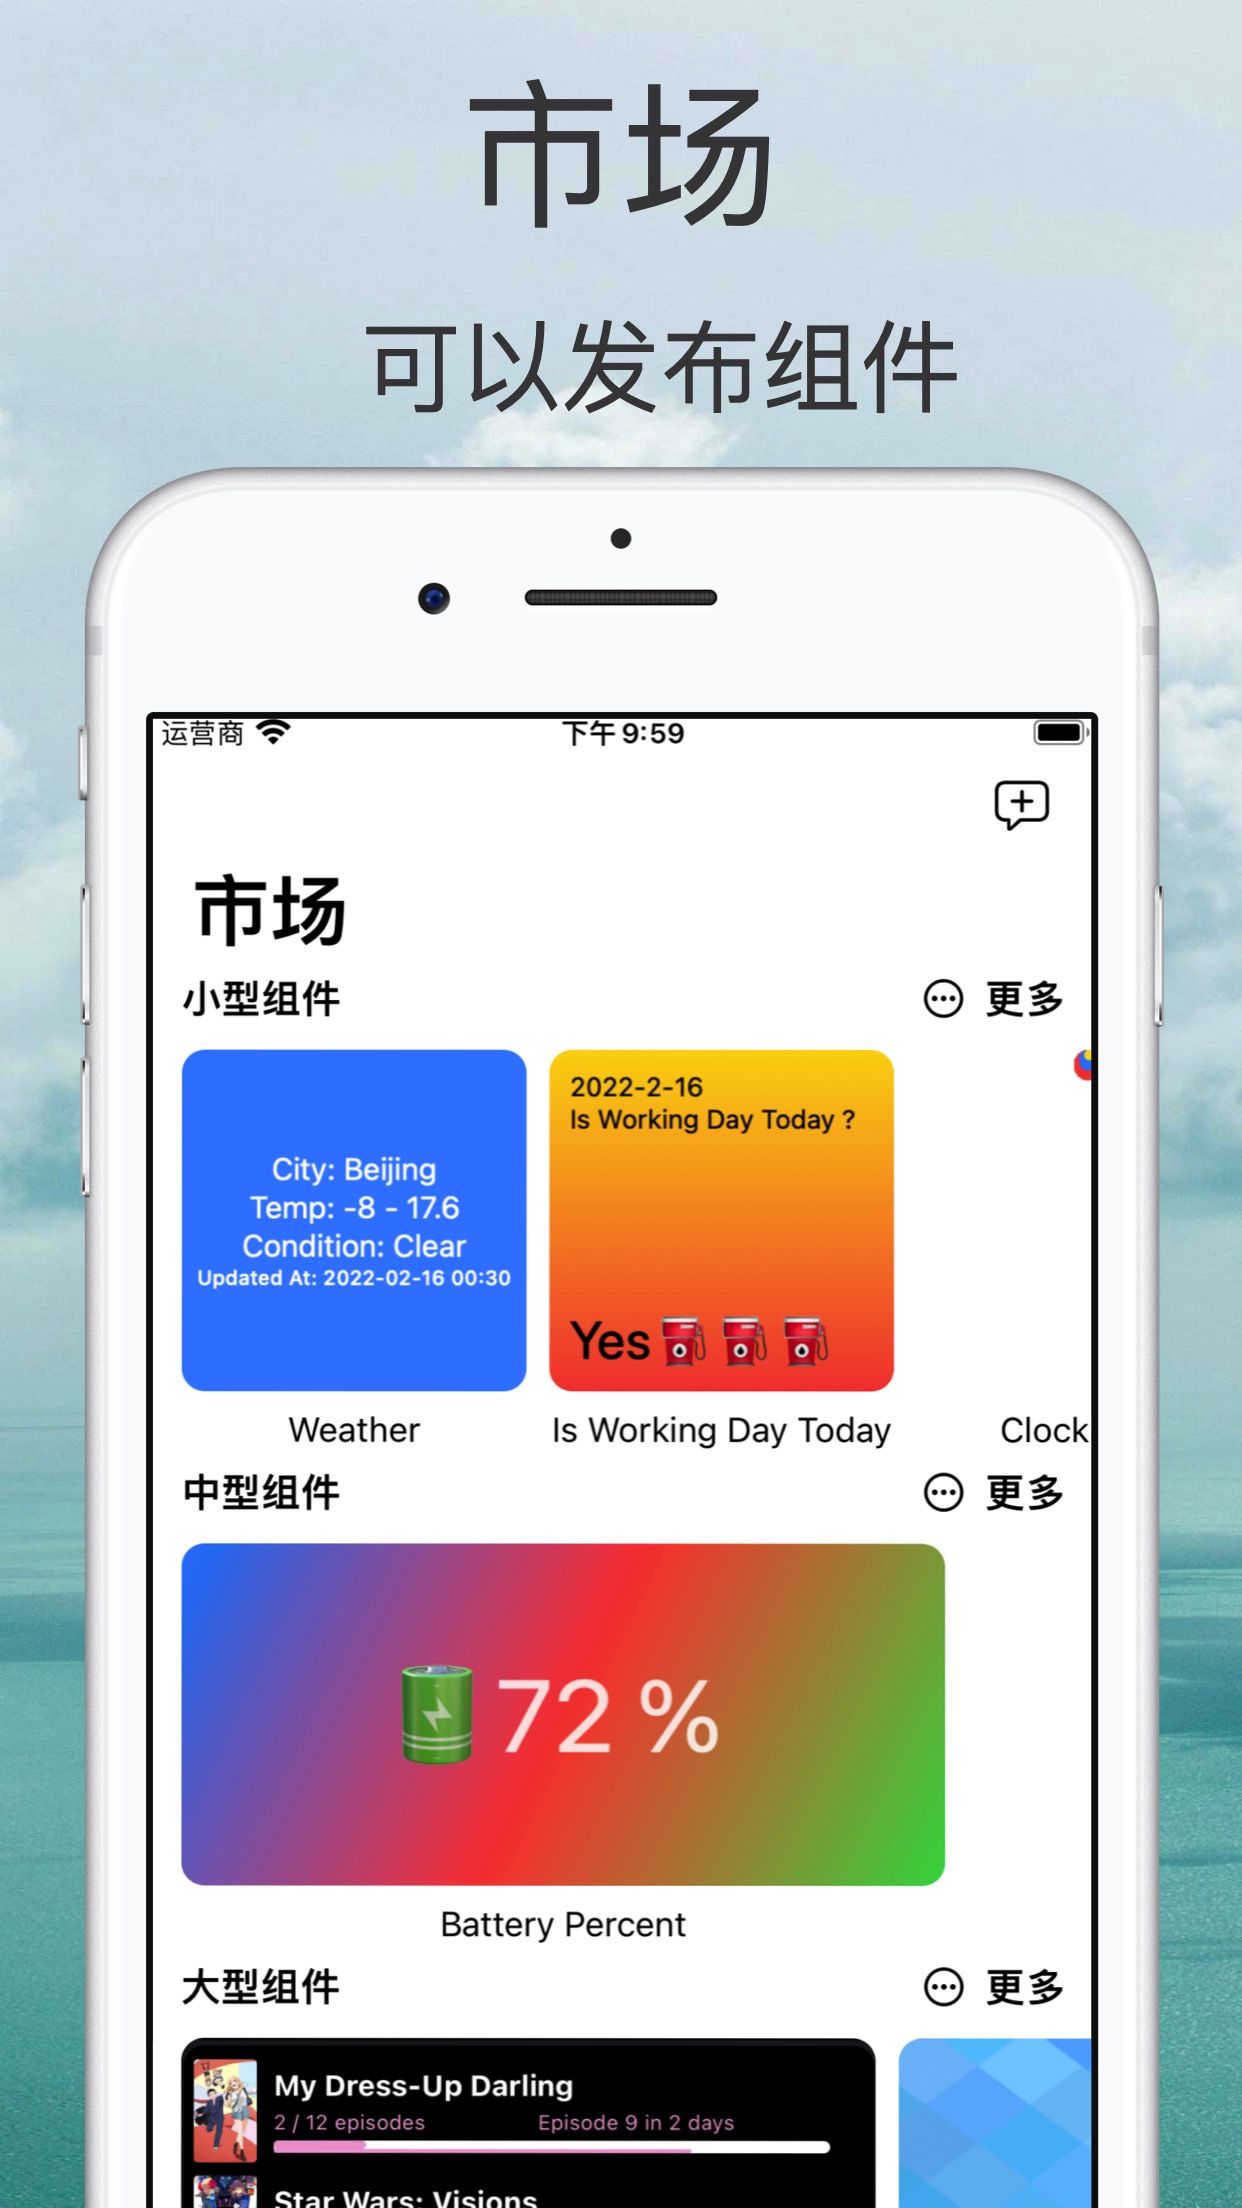 市场
可以发布组件
运营商
下午 9:59
市场
小型组件
更多
City: Beijing
Temp: -8 - 17.6
Condition: Clear
Updated At: 2022-02-16 00:30
2022-2-16
Is Working Day Today ?
Yes
Weather
Is Working Day Today
Clock
中型组件
更多
72 %
Battery Percent
大型组件
更多
My Dress-Up Darling
2 / 12 episodes
Episode 9 in 2 days
Star Wars: Visions